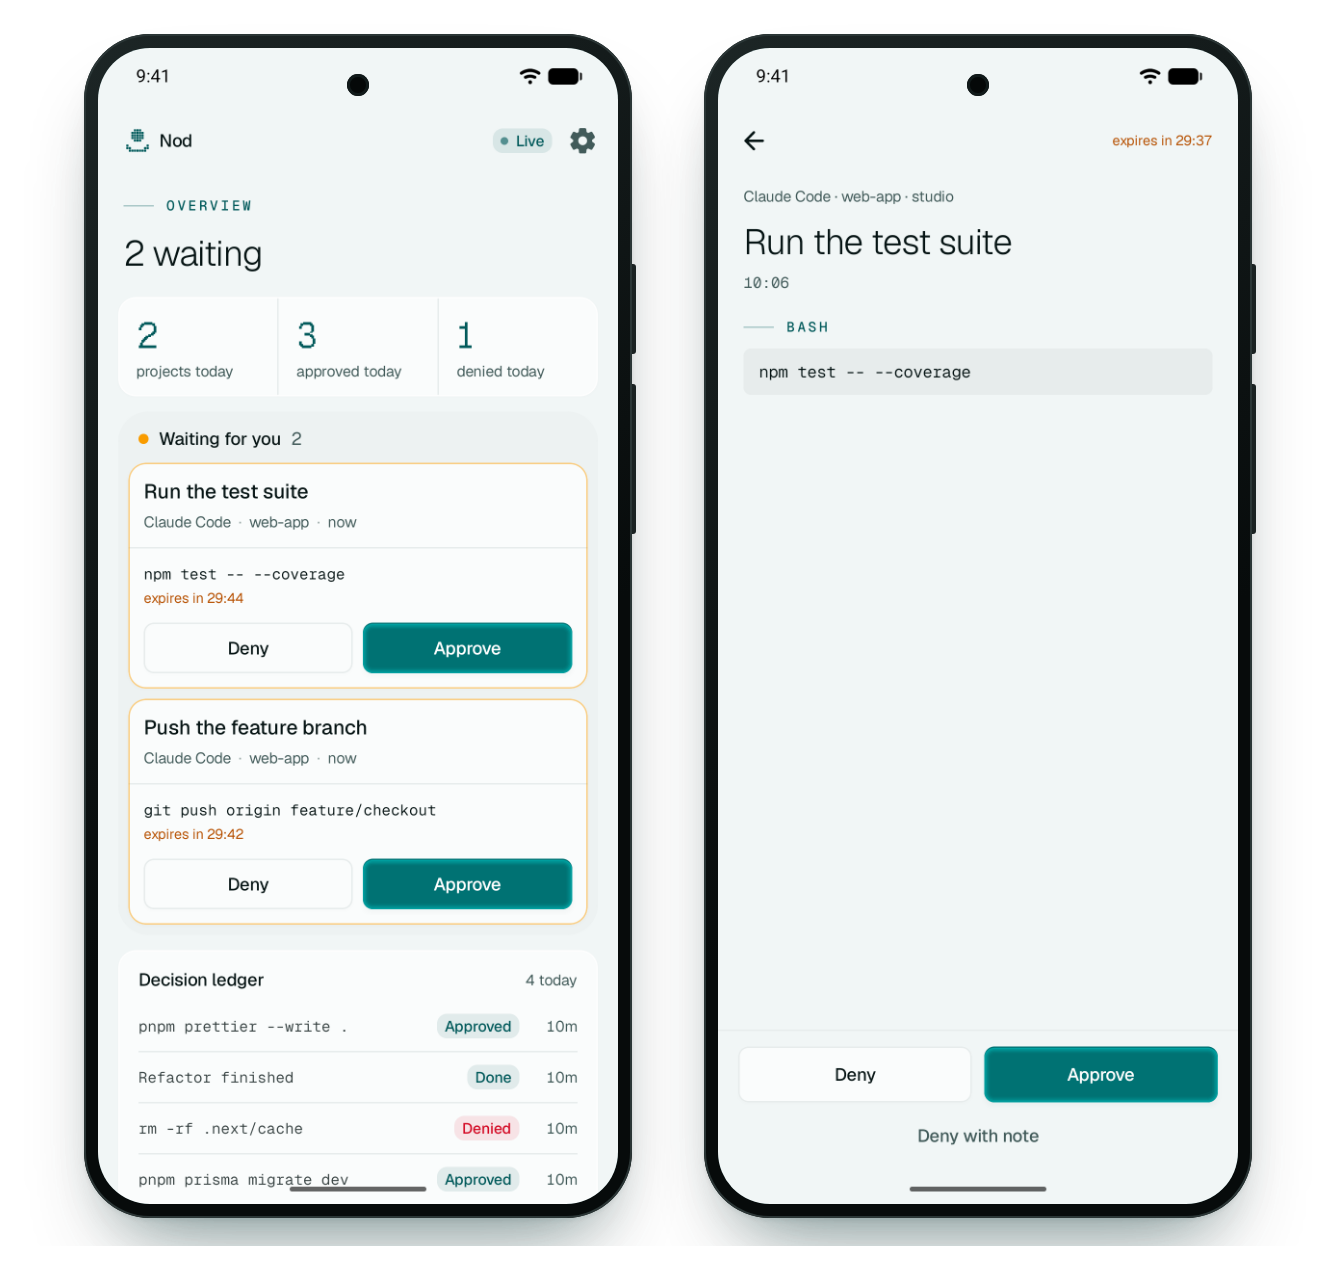 9:41
Nod
Live
OVERVIEW
2 waiting
2
projects today
3
approved today
1
denied today
Waiting for you 2
Run the test suite
Claude Code · web-app · now
npm test -- --coverage
expires in 29:44
Deny
Approve
Push the feature branch
Claude Code · web-app · now
git push origin feature/checkout
expires in 29:42
Deny
Approve
Decision ledger
4 today
pnpm prettier --write .
Approved
10m
Refactor finished
Done
10m
rm -rf .next/cache
Denied
10m
pnpm prisma migrate dev
Approved
10m
9:41
expires in 29:37
Claude Code · web-app · studio
Run the test suite
10:06
BASH
npm test -- --coverage
Deny
Approve
Deny with note